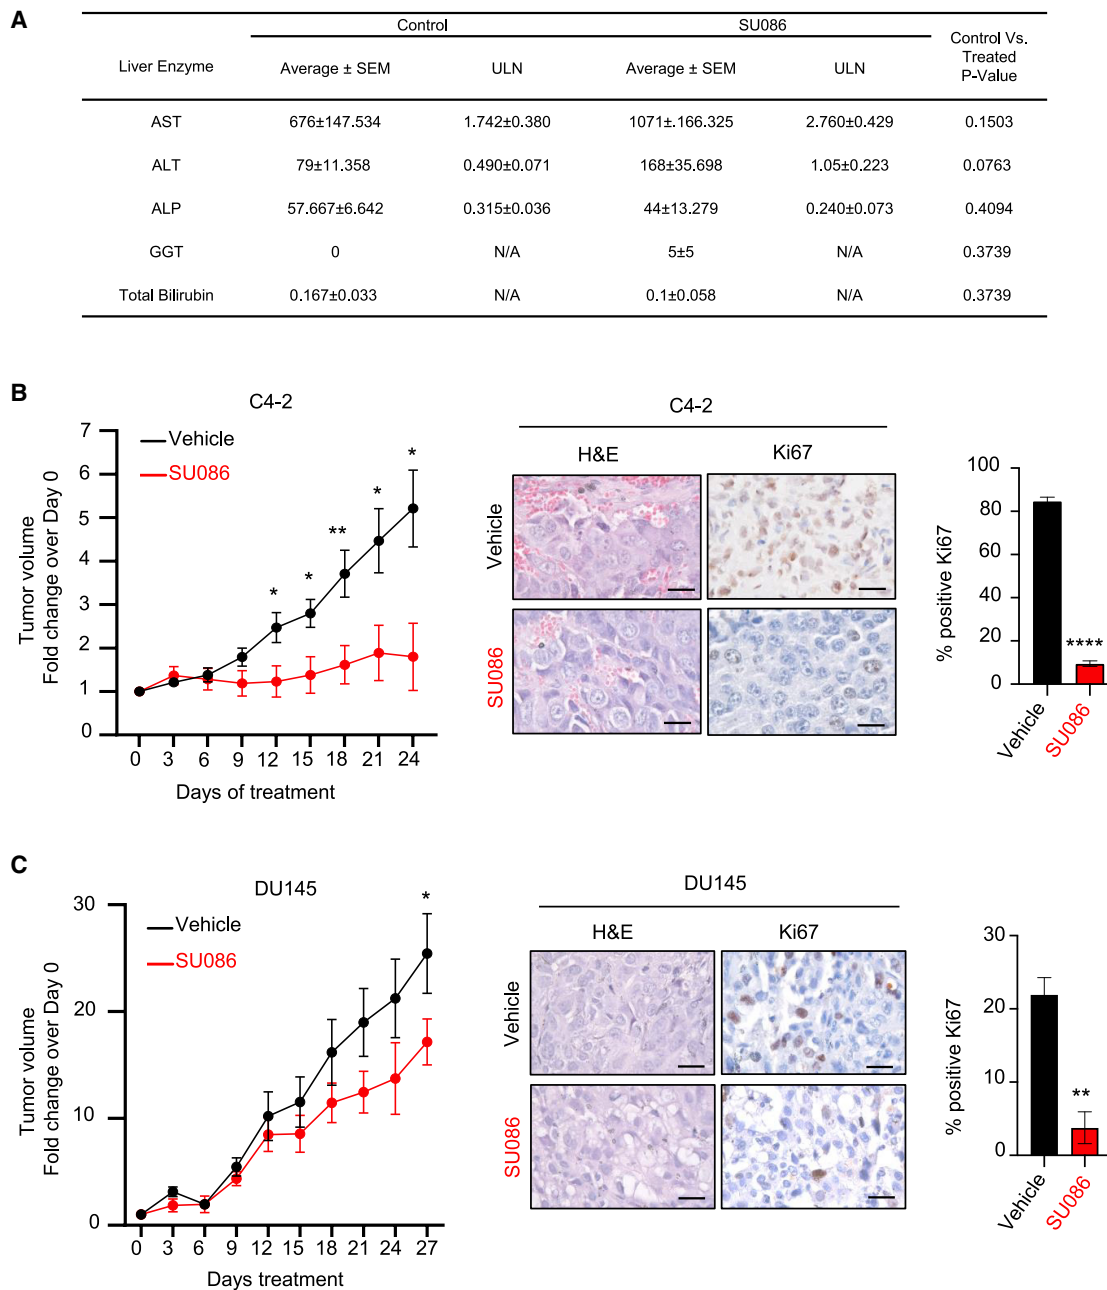 A
Control SU086 Control Vs. Treated P-Value
Liver Enzyme Average ± SEM ULN Average ± SEM ULN
AST 676±147.534 1.742±0.380 1071±.166.325 2.760±0.429 0.1503
ALT 79±11.358 0.490±0.071 168±35.698 1.05±0.223 0.0763
ALP 57.667±6.642 0.315±0.036 44±13.279 0.240±0.073 0.4094
GGT 0 N/A 5±5 N/A 0.3739
Total Bilirubin 0.167±0.033 N/A 0.1±0.058 N/A 0.3739
B
C4-2
Tumor volume
Fold change over Day 0
7
6
5
4
3
2
1
0
Vehicle
SU086
*
*
**
*
*
0 3 6 9 12 15 18 21 24
Days of treatment
C4-2
H&E Ki67
Vehicle
SU086
% positive Ki67
100
80
60
40
20
0
****
Vehicle
SU086
C
DU145
Tumor volume
Fold change over Day 0
30
20
10
0
Vehicle
SU086
*
0 3 6 9 12 15 18 21 24 27
Days treatment
DU145
H&E Ki67
Vehicle
SU086
% positive Ki67
30
20
10
0
**
Vehicle
SU086